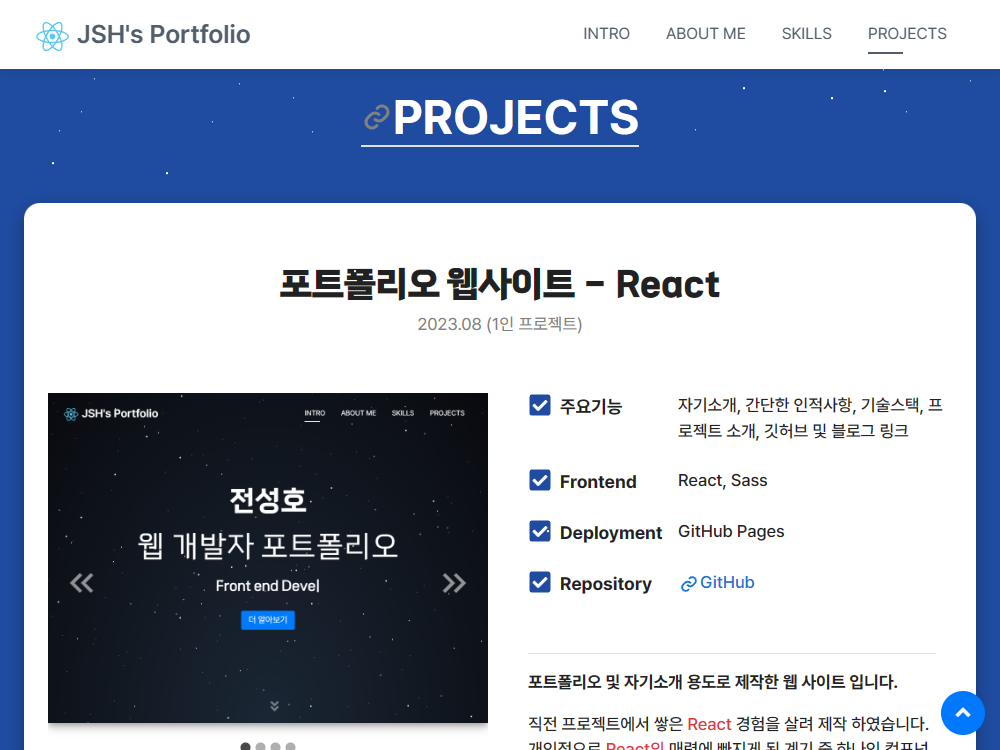 JSH's Portfolio
INTRO ABOUT ME SKILLS PROJECTS
PROJECTS
포트폴리오 웹사이트 - React
2023.08 (1인 프로젝트)
JSH's Portfolio
INTRO ABOUT ME SKILLS PROJECTS
전성호
웹 개발자 포트폴리오
Front end Devel
더 알아보기
주요기능 자기소개, 간단한 인적사항, 기술스택, 프
로젝트 소개, 깃허브 및 블로그 링크
Frontend React, Sass
Deployment GitHub Pages
Repository GitHub
포트폴리오 및 자기소개 용도로 제작한 웹 사이트 입니다.
직전 프로젝트에서 쌓은 React 경험을 살려 제작 하였습니다.
개인적으로 React의 매력에 빠지게 된 계기 중 하나인 컴포넌